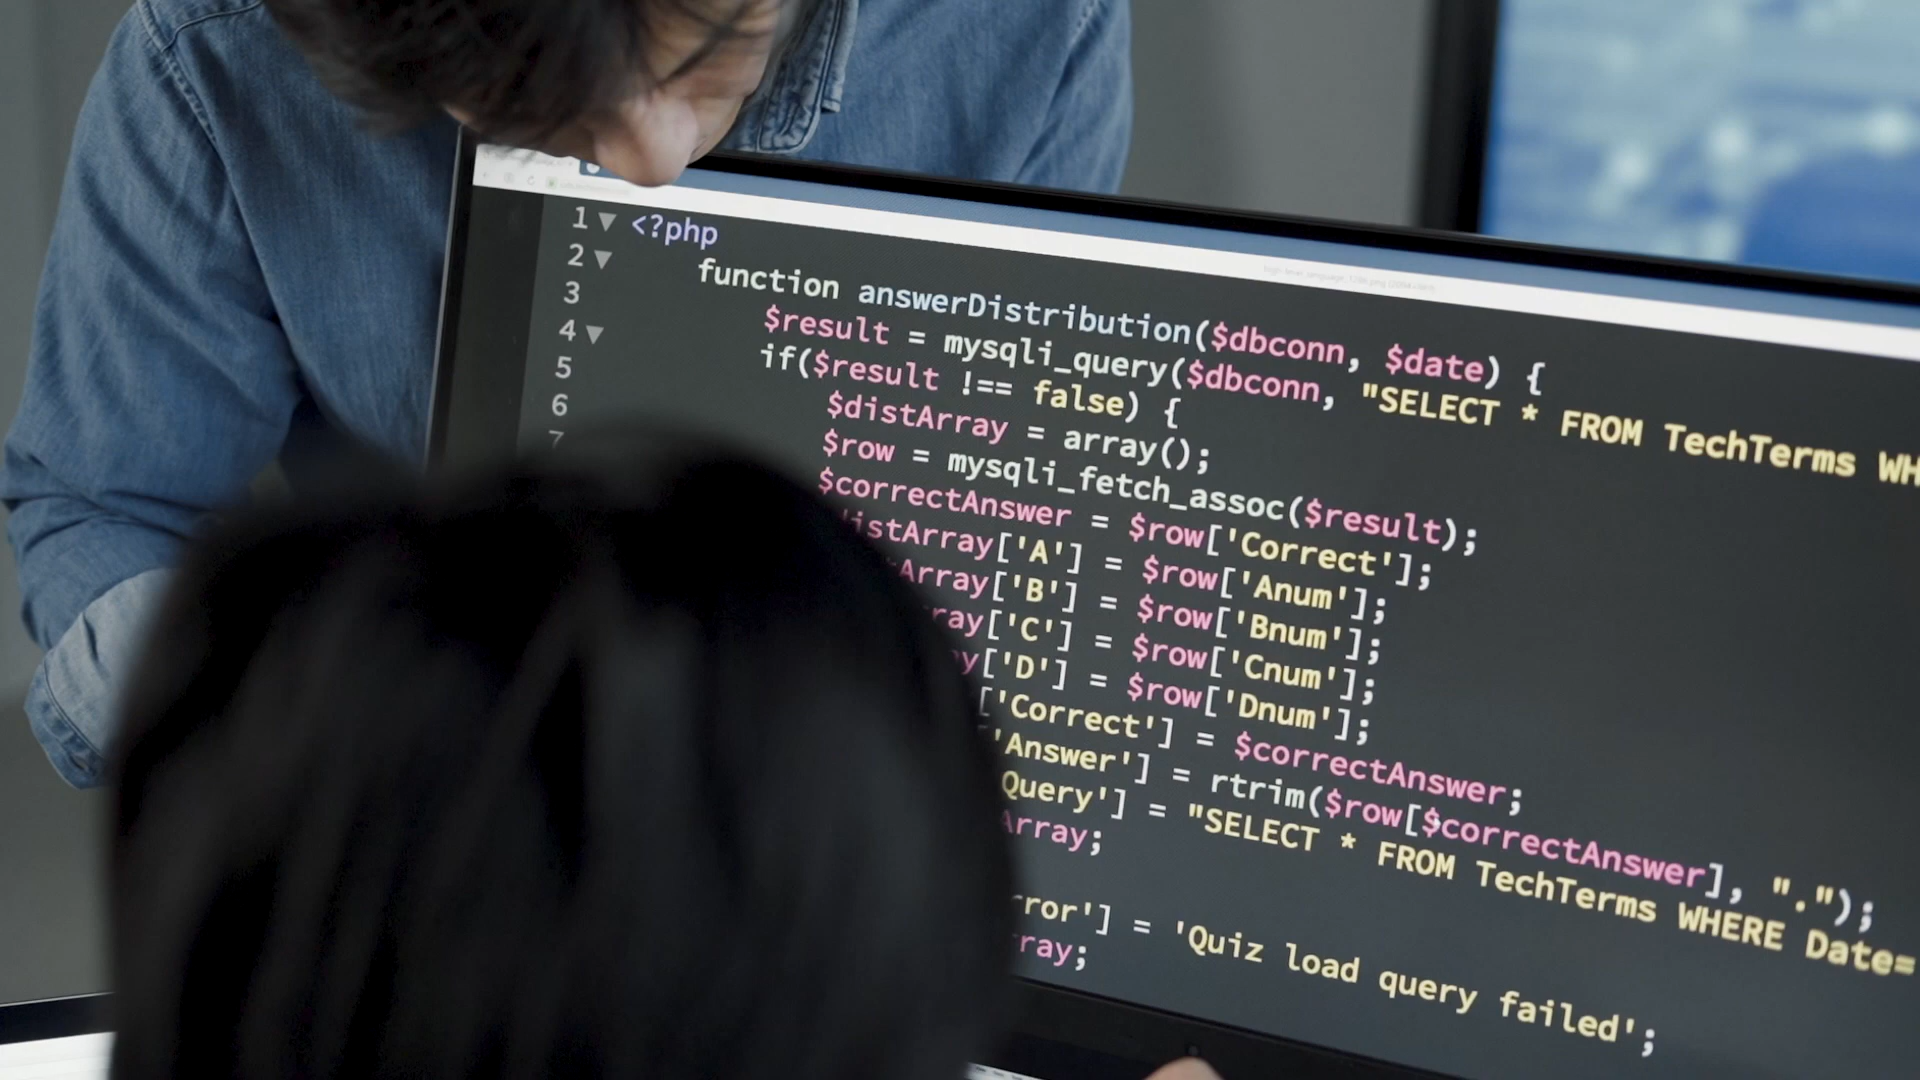 1 <?php
2 function answerDistribution($dbconn, $date) {
3 $result = mysqli_query($dbconn, "SELECT * FROM TechTerms WH
4 if($result !== false) {
5 $distArray = array();
6 $row = mysqli_fetch_assoc($result);
7 $correctAnswer = $row['Correct'];
istArray['A'] = $row['Anum'];
Array['B'] = $row['Bnum'];
ray['C'] = $row['Cnum'];
y['D'] = $row['Dnum'];
['Correct'] = $correctAnswer;
'Answer'] = rtrim($row[$correctAnswer], ".");
Query'] = "SELECT * FROM TechTerms WHERE Date=
Array;
ror'] = 'Quiz load query failed';
ray;